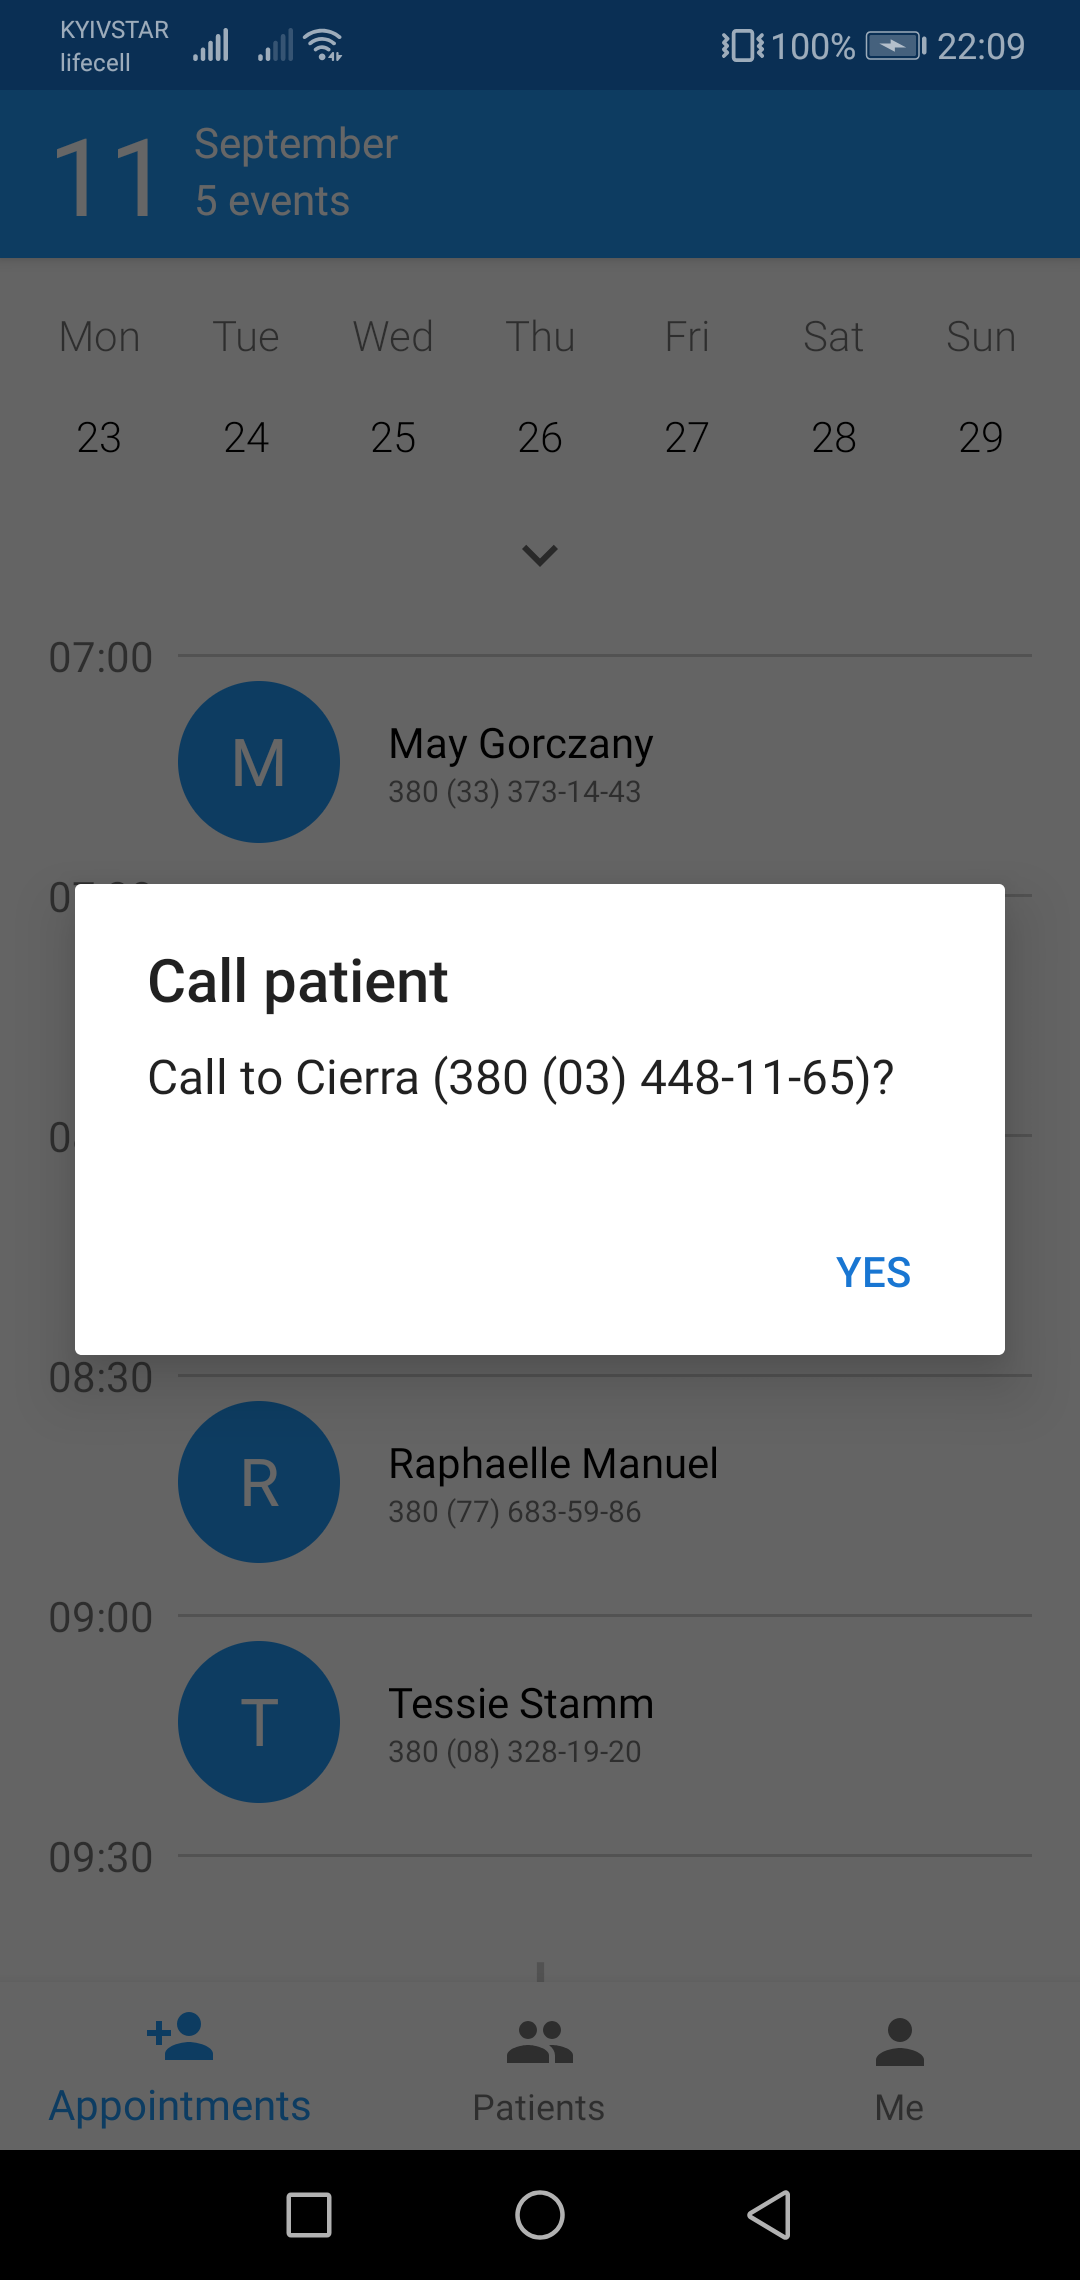 KYIVSTAR
lifecell
100%
22:09
11
September
5 events
Mon Tue Wed Thu Fri Sat Sun
23 24 25 26 27 28 29
07:00
M
May Gorczany
380 (33) 373-14-43
Call patient
Call to Cierra (380 (03) 448-11-65)?
YES
08:30
R
Raphaelle Manuel
380 (77) 683-59-86
09:00
T
Tessie Stamm
380 (08) 328-19-20
09:30
Appointments
Patients
Me